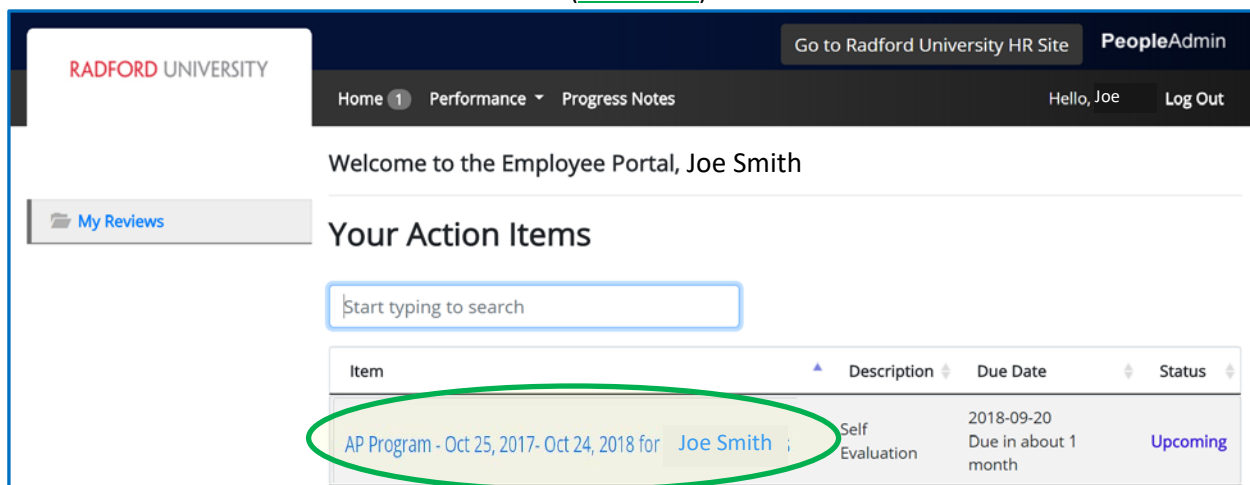 Go to Radford University HR Site PeopleAdmin
RADFORD UNIVERSITY
Home 1 Performance Progress Notes Hello, Joe Log Out
Welcome to the Employee Portal, Joe Smith
My Reviews
Your Action Items
Start typing to search
Item Description Due Date Status
AP Program - Oct 25, 2017- Oct 24, 2018 for Joe Smith
Self
Evaluation
2018-09-20
Due in about 1
month
Upcoming